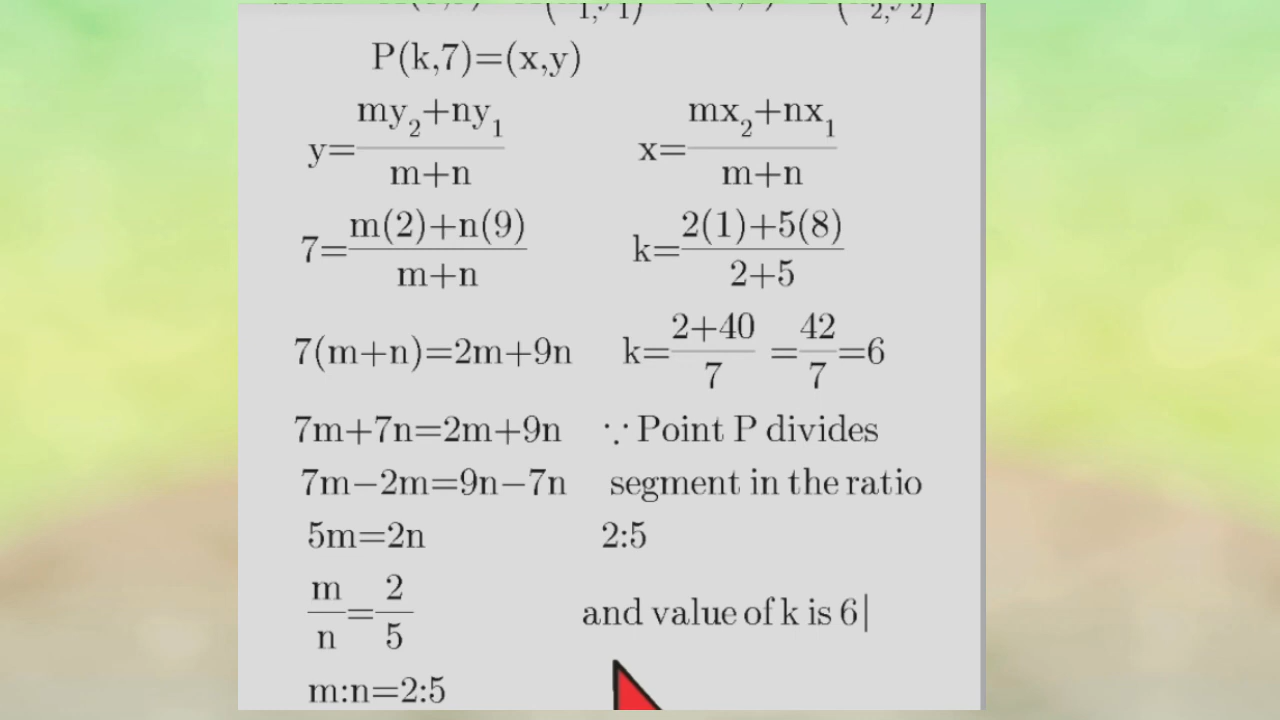 P(k,7)=(x,y)
y=my₂+ny₁/m+n
x=mx₂+nx₁/m+n
7=m(2)+n(9)/m+n
k=2(1)+5(8)/2+5
7(m+n)=2m+9n
k=2+40/7=42/7=6
7m+7n=2m+9n
∵ Point P divides
7m−2m=9n−7n
segment in the ratio
5m=2n
2:5
m/n=2/5
and value of k is 6
m:n=2:5